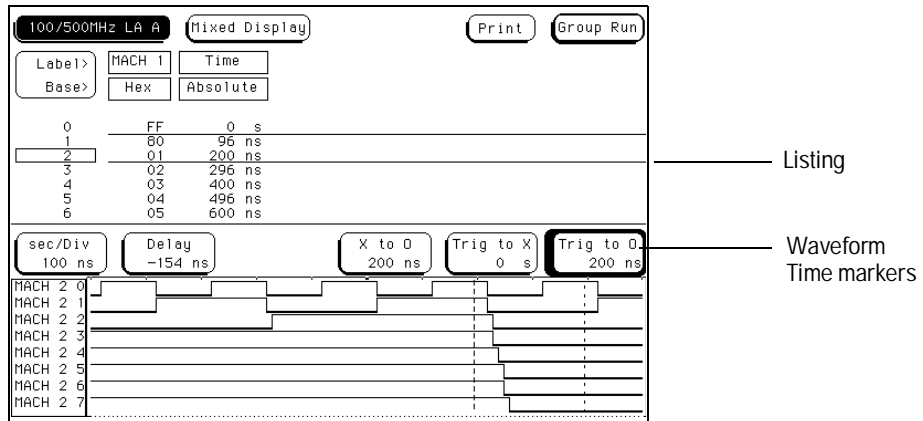 100/500MHz LA A Mixed Display Print Group Run
Label> MACH 1 Time
Base> Hex Absolute
0 FF 0 s
1 80 96 ns
2 01 200 ns
3 02 296 ns
4 03 400 ns
5 04 496 ns
6 05 600 ns
Listing
sec/Div Delay X to O Trig to X Trig to O
100 ns -154 ns 200 ns 0 s 200 ns
Waveform
Time markers
MACH 2 0
MACH 2 1
MACH 2 2
MACH 2 3
MACH 2 4
MACH 2 5
MACH 2 6
MACH 2 7